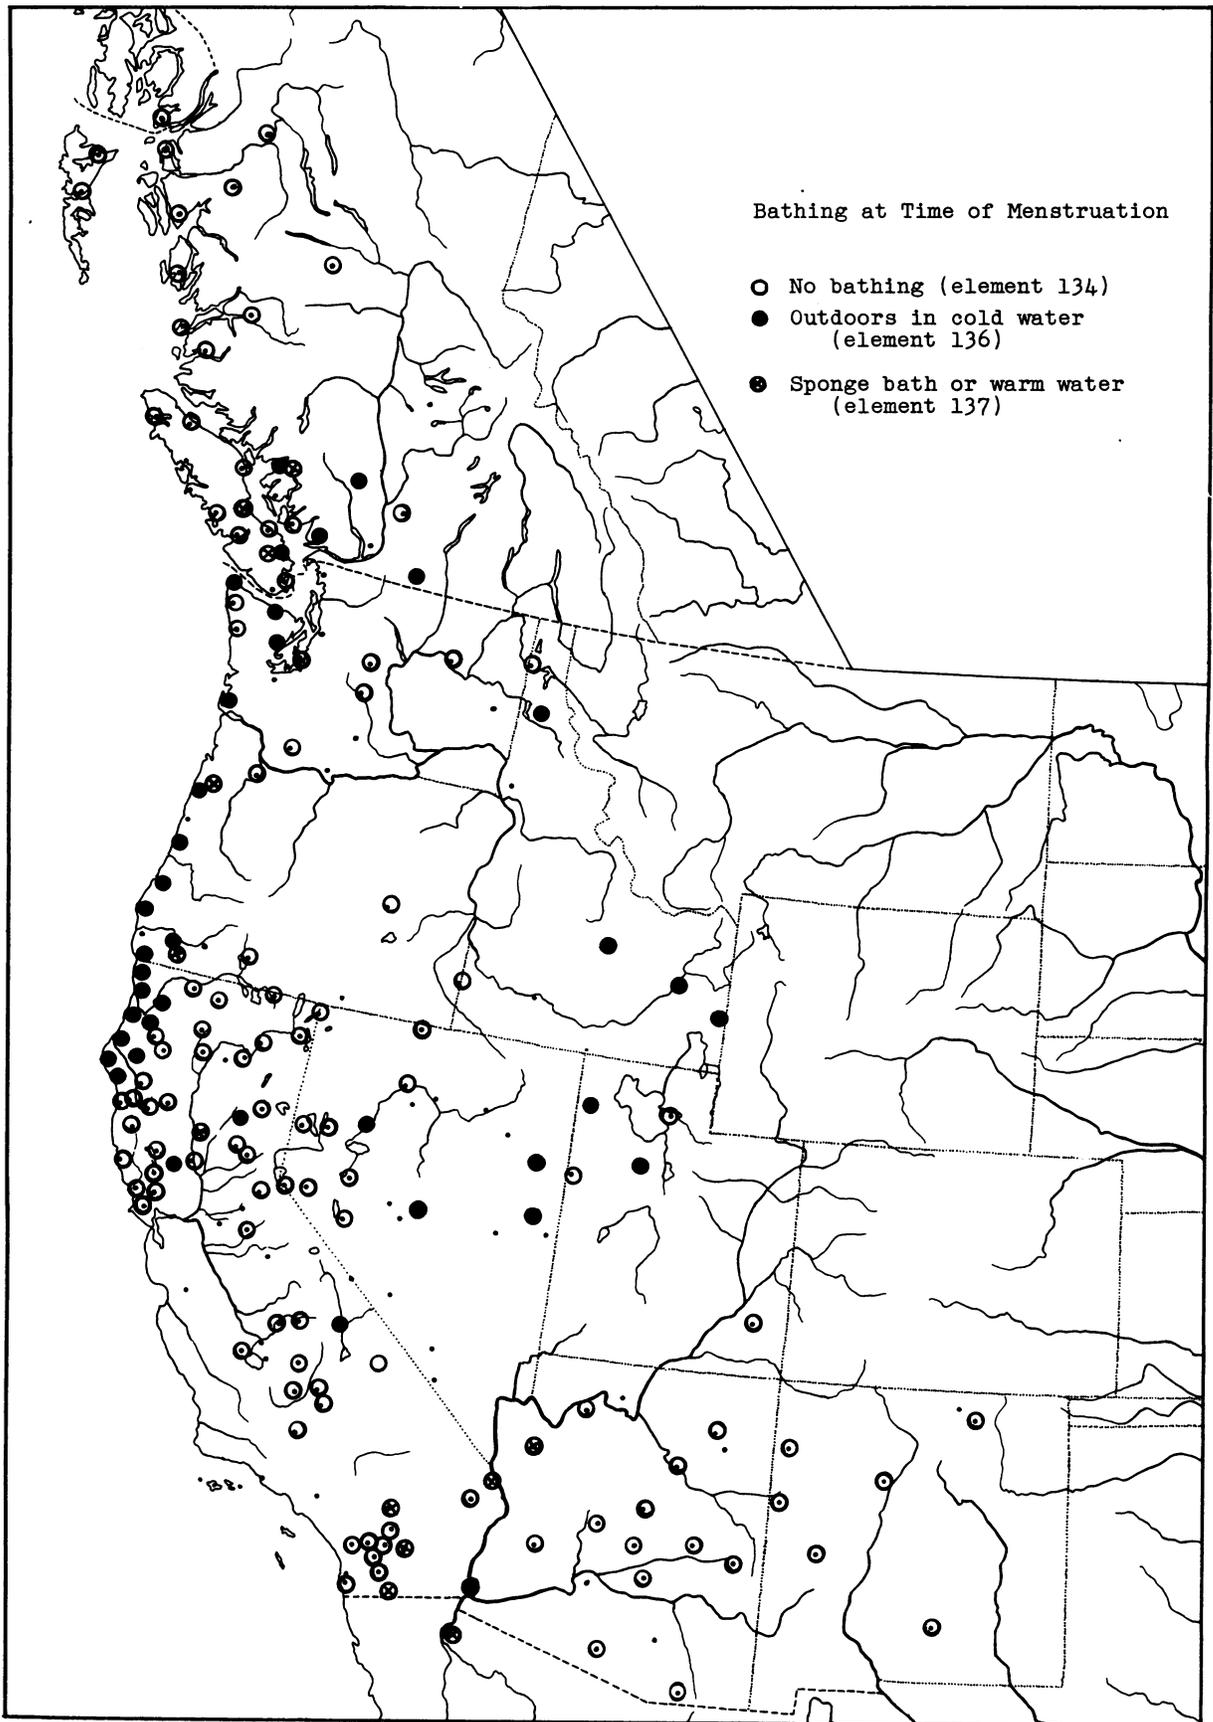 Bathing at Time of Menstruation
No bathing (element 134)
Outdoors in cold water
(element 136)
Sponge bath or warm water
(element 137)